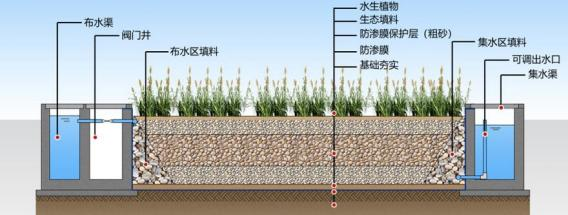 布水渠
阀门井
布水区填料
水生植物
生态填料
防渗膜保护层（粗砂）
防渗膜
基础夯实
集水区填料
可调出水口
集水渠